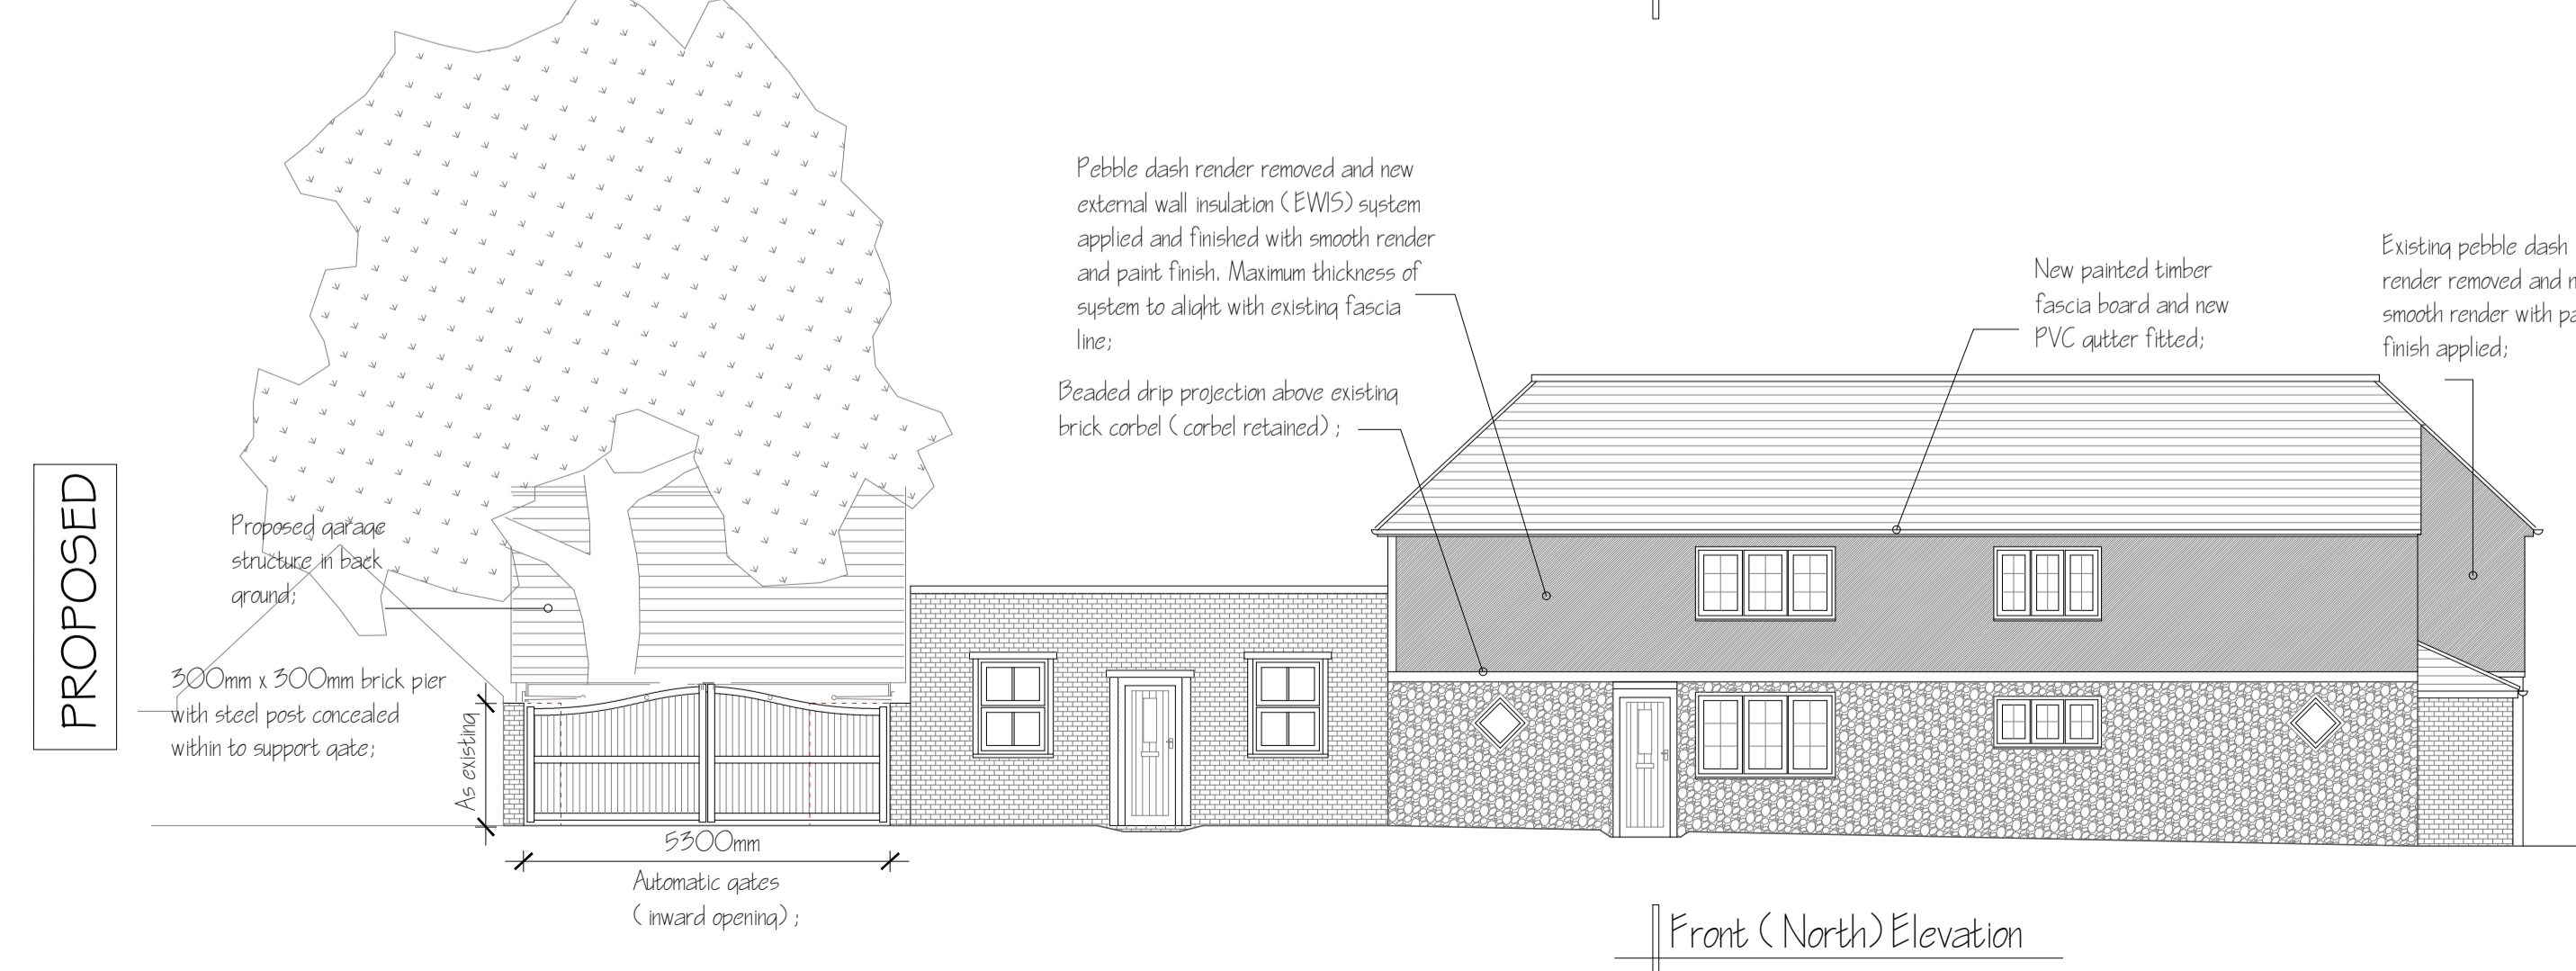 Pebble dash render removed and new
external wall insulation (EWIS) system
applied and finished with smooth render
and paint finish. Maximum thickness of
system to alight with existing fascia
line;
Beaded drip projection above existing
brick corbel (corbel retained) ;
New painted timber
fascia board and new
PVC gutter fitted;
Existing pebble dash
render removed and
smooth render with
finish applied;
PROPOSED
Proposed garage
structure in back
ground;
300mm x 300mm brick pier
with steel post concealed
within to support gate;
As existing
5300mm
Automatic gates
(inward opening) ;
Front (North) Elevation